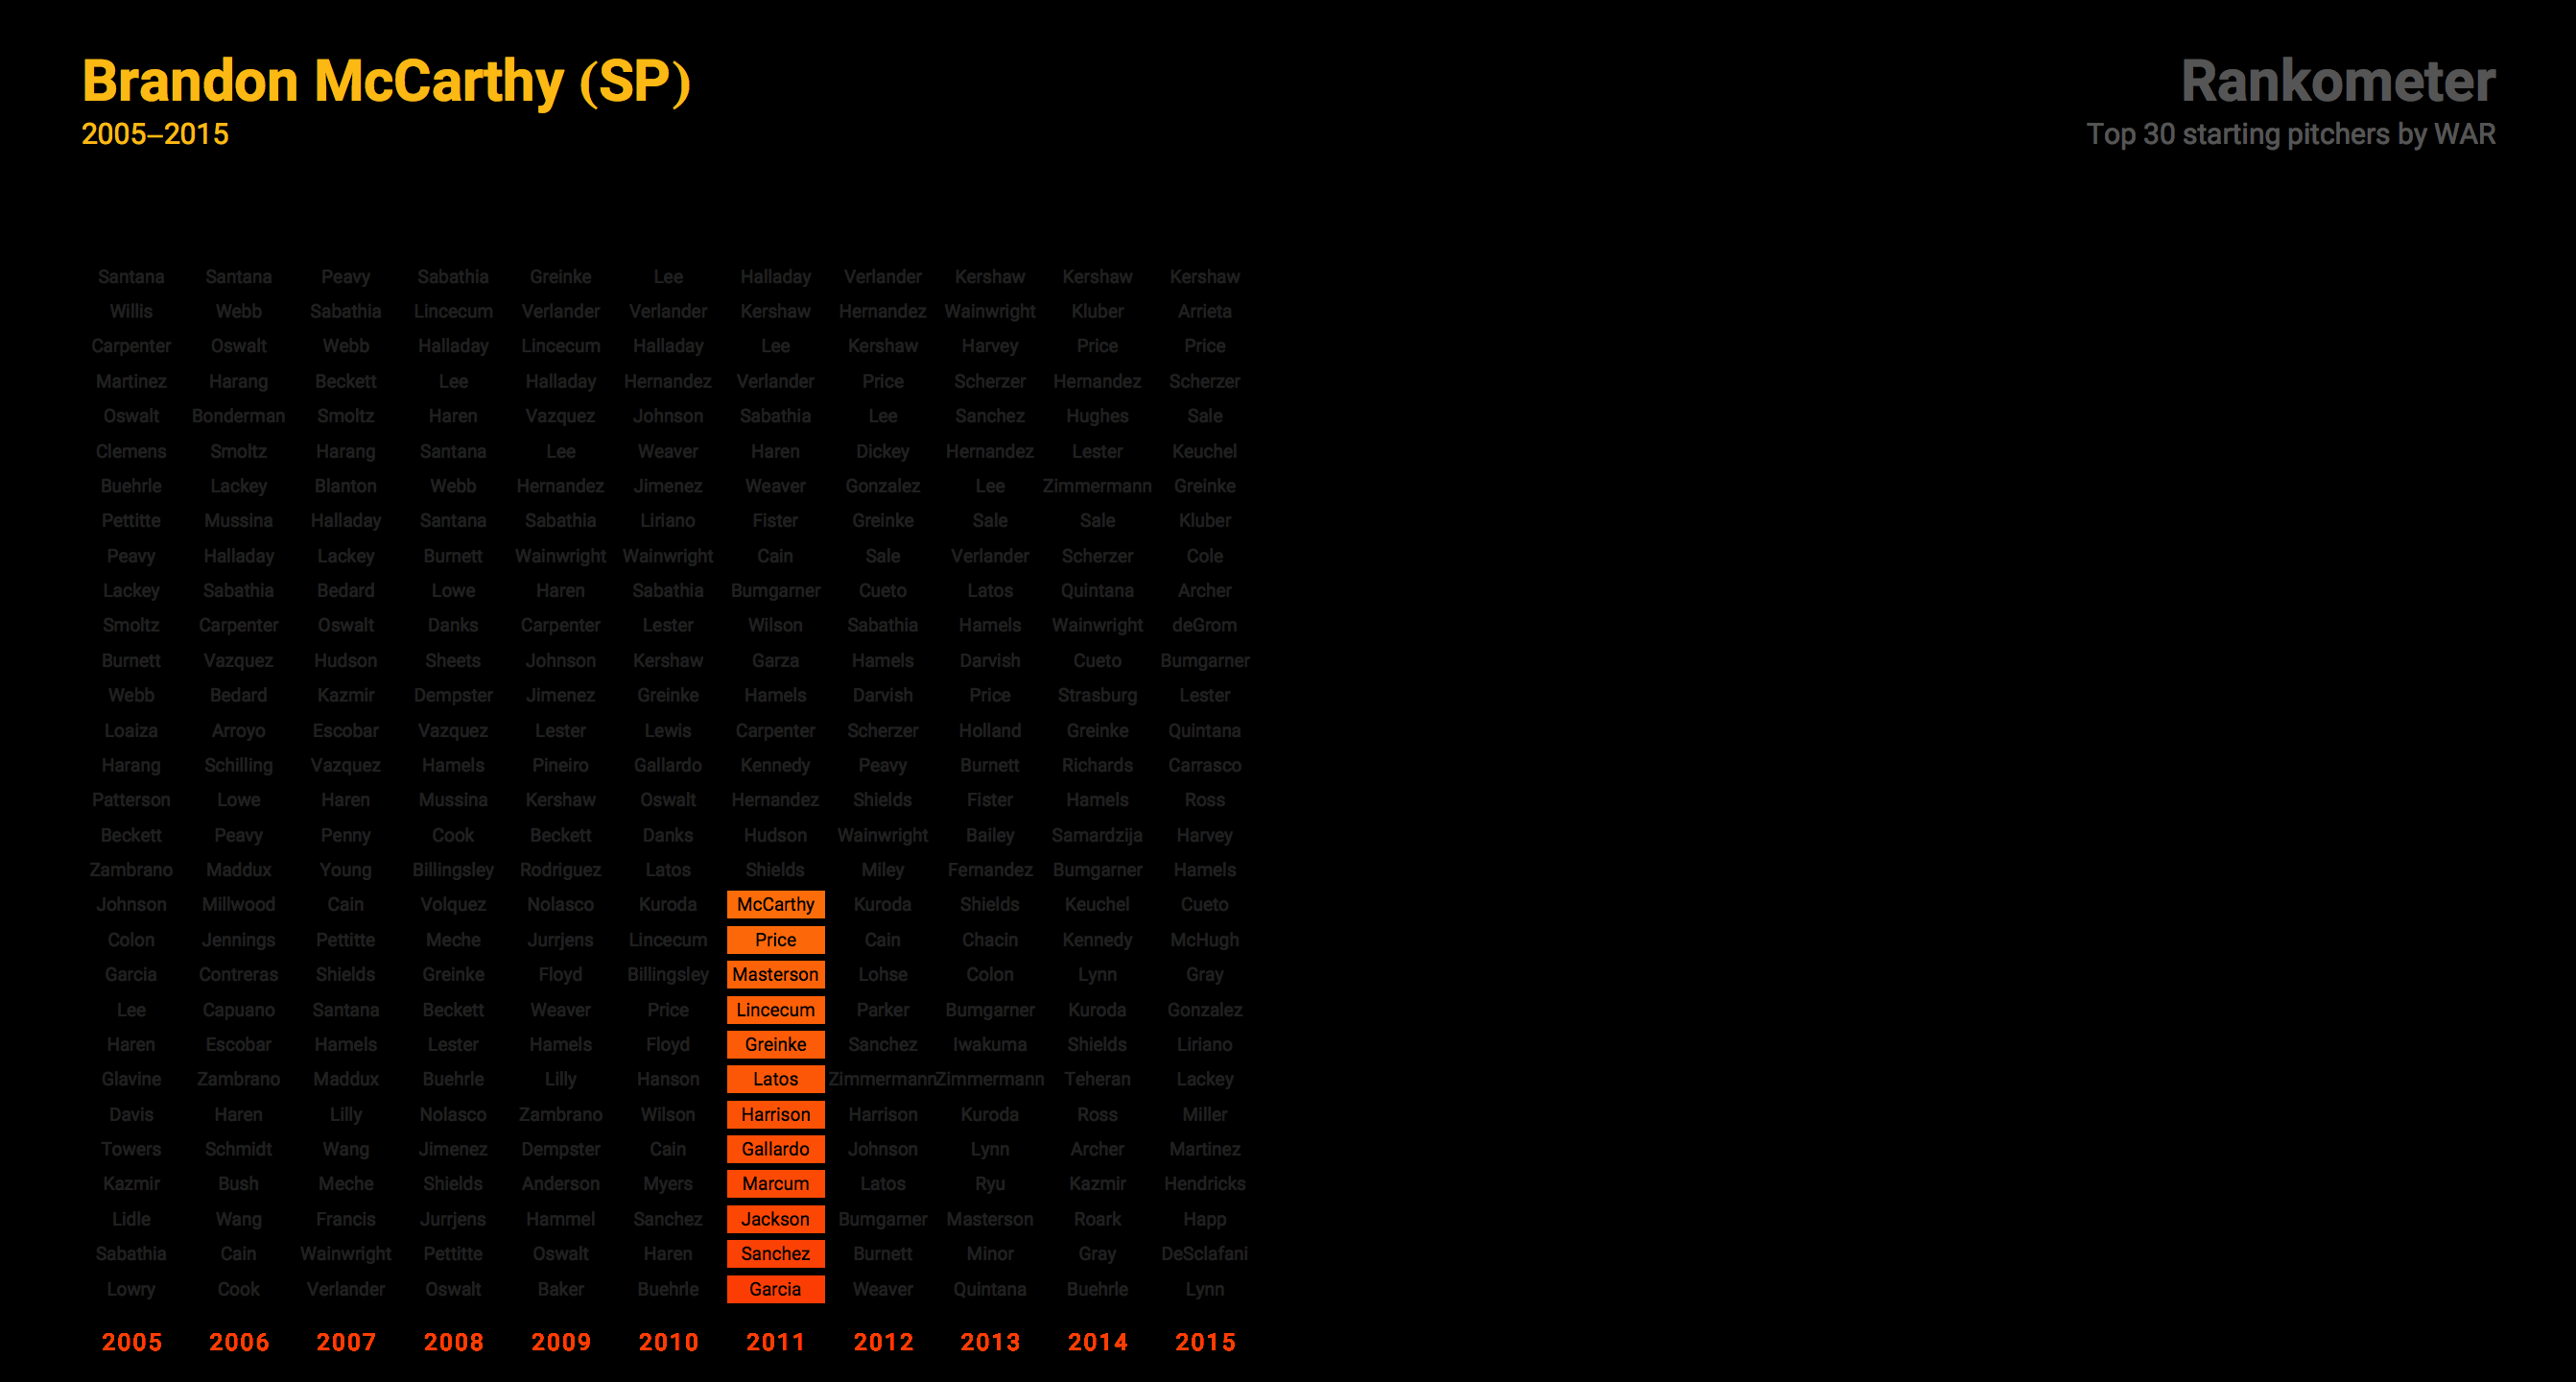 Brandon McCarthy (SP)
2005–2015
Rankometer
Top 30 starting pitchers by WAR
Santana Santana Peavy Sabathia Greinke Lee Halladay Verlander Kershaw Kershaw Kershaw
Willis Webb Sabathia Lincecum Verlander Verlander Kershaw Hernandez Wainwright Kluber Arrieta
Carpenter Oswalt Webb Halladay Lincecum Halladay Lee Kershaw Harvey Price Price
Martinez Harang Beckett Lee Halladay Hernandez Verlander Price Scherzer Hernandez Scherzer
Oswalt Bonderman Smoltz Haren Vazquez Johnson Sabathia Lee Sanchez Hughes Sale
Clemens Smoltz Harang Santana Lee Weaver Haren Dickey Hernandez Lester Keuchel
Buehrle Lackey Blanton Webb Hernandez Jimenez Weaver Gonzalez Lee Zimmermann Greinke
Pettitte Mussina Halladay Santana Sabathia Liriano Fister Greinke Sale Sale Kluber
Peavy Halladay Lackey Burnett Wainwright Wainwright Cain Sale Verlander Scherzer Cole
Lackey Sabathia Bedard Lowe Haren Sabathia Bumgarner Cueto Latos Quintana Archer
Smoltz Carpenter Oswalt Danks Carpenter Lester Wilson Sabathia Hamels Wainwright deGrom
Burnett Vazquez Hudson Sheets Johnson Kershaw Garza Hamels Darvish Cueto Bumgarner
Webb Bedard Kazmir Dempster Jimenez Greinke Hamels Darvish Price Strasburg Lester
Loaiza Arroyo Escobar Vazquez Lester Lewis Carpenter Scherzer Holland Greinke Quintana
Harang Schilling Vazquez Hamels Pineiro Gallardo Kennedy Peavy Burnett Richards Carrasco
Patterson Lowe Haren Mussina Kershaw Oswalt Hernandez Shields Fister Hamels Ross
Beckett Peavy Penny Cook Beckett Danks Hudson Wainwright Bailey Samardzija Harvey
Zambrano Maddux Young Billingsley Rodriguez Latos Shields Miley Fernandez Bumgarner Hamels
Johnson Millwood Cain Volquez Nolasco Kuroda McCarthy Kuroda Shields Keuchel Cueto
Colon Jennings Pettitte Meche Jurrjens Lincecum Price Cain Chacin Kennedy McHugh
Garcia Contreras Shields Greinke Floyd Billingsley Masterson Lohse Colon Lynn Gray
Lee Capuano Santana Beckett Weaver Price Lincecum Parker Bumgarner Kuroda Gonzalez
Haren Escobar Hamels Lester Hamels Floyd Greinke Sanchez Iwakuma Shields Liriano
Glavine Zambrano Maddux Buehrle Lilly Hanson Latos Zimmermann Zimmermann Teheran Lackey
Davis Haren Lilly Nolasco Zambrano Wilson Harrison Harrison Kuroda Ross Miller
Towers Schmidt Wang Jimenez Dempster Cain Gallardo Johnson Lynn Archer Martinez
Kazmir Bush Meche Shields Anderson Myers Marcum Latos Ryu Kazmir Hendricks
Lidle Wang Francis Jurrjens Hammel Sanchez Jackson Bumgarner Masterson Roark Happ
Sabathia Cain Wainwright Pettitte Oswalt Haren Sanchez Burnett Minor Gray DeSclafani
Lowry Cook Verlander Oswalt Baker Buehrle Garcia Weaver Quintana Buehrle Lynn
2005 2006 2007 2008 2009 2010 2011 2012 2013 2014 2015